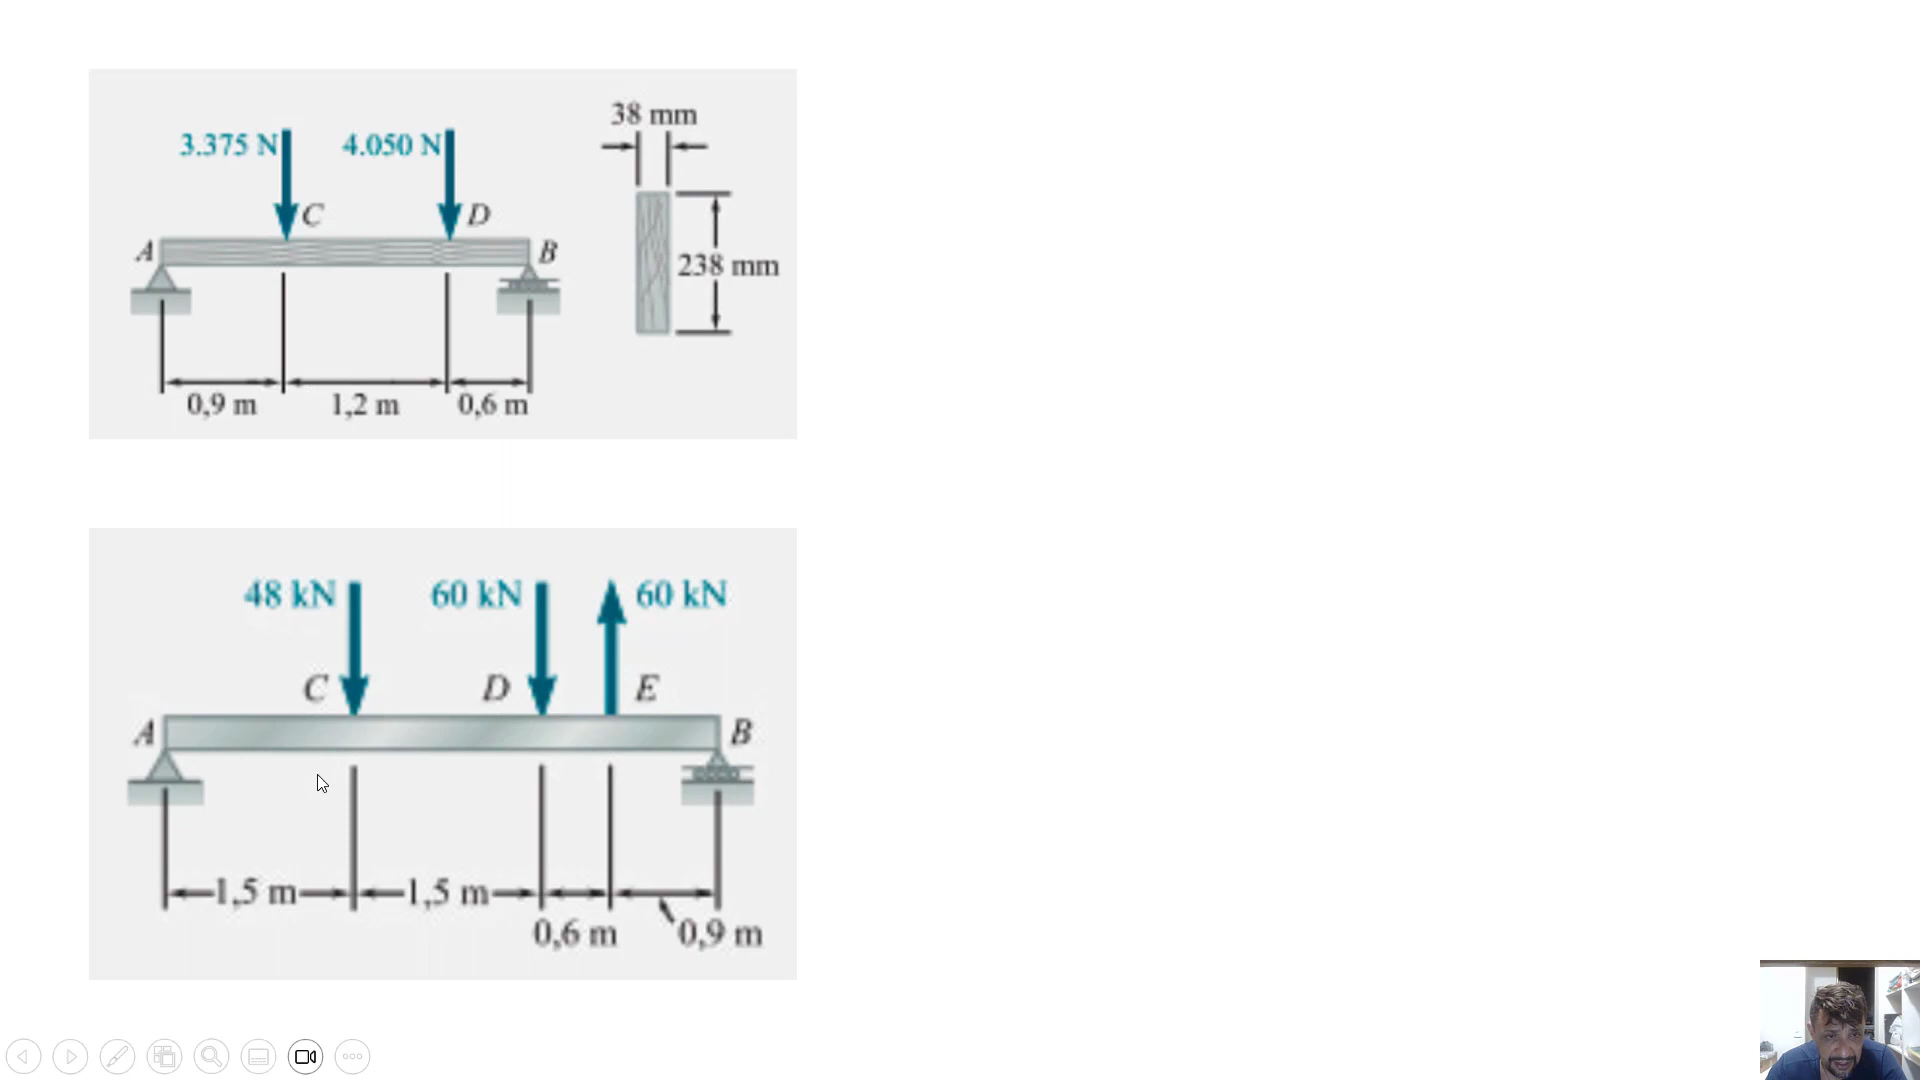 38 mm
3.375 N
4.050 N
C
D
A
B
238 mm
0,9 m
1,2 m
0,6 m
48 kN
60 kN
60 kN
C
D
E
A
B
1,5 m
1,5 m
0,6 m
0,9 m